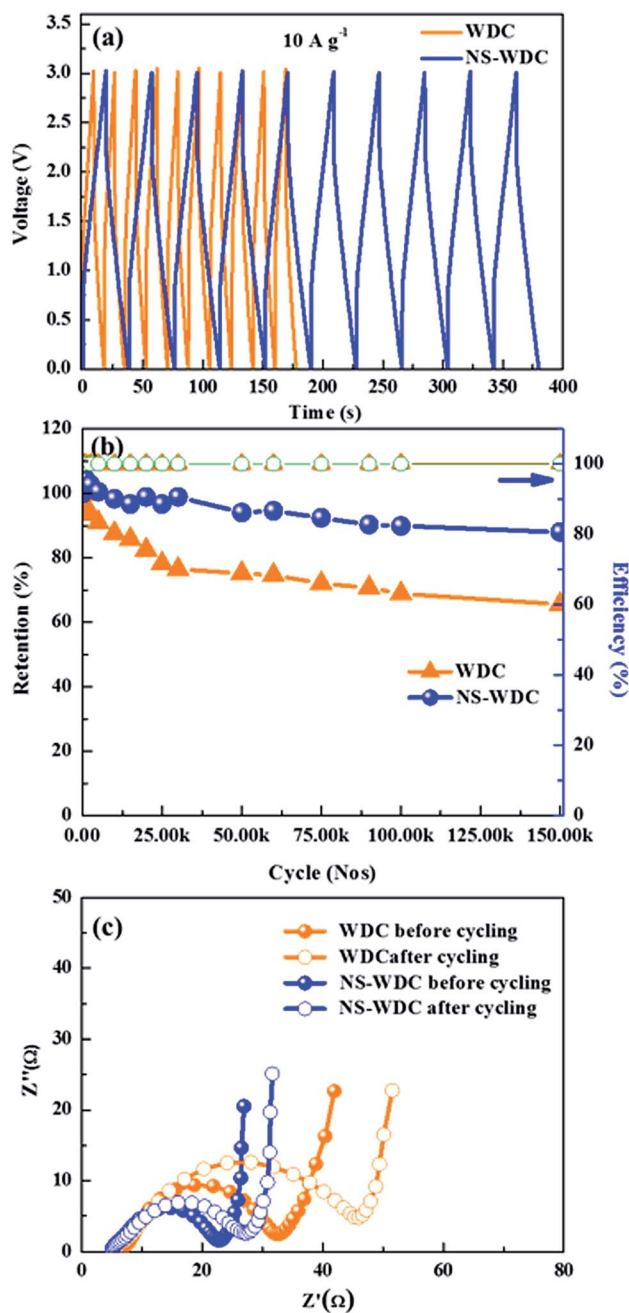 (a)
10 A g⁻¹
WDC
NS-WDC
3.5
3.0
2.5
2.0
1.5
1.0
0.5
0.0
Voltage (V)
0 50 100 150 200 250 300 350 400
Time (s)
(b)
120
100
80
60
40
20
0
Retention (%)
100
80
60
40
20
0
Efficiency (%)
WDC
NS-WDC
0.00 25.00k 50.00k 75.00k 100.00k 125.00k 150.00k
Cycle (Nos)
(c)
50
40
30
20
10
0
Z''(Ω)
WDC before cycling
WDCafter cycling
NS-WDC before cycling
NS-WDC after cycling
0 20 40 60 80
Z'(Ω)